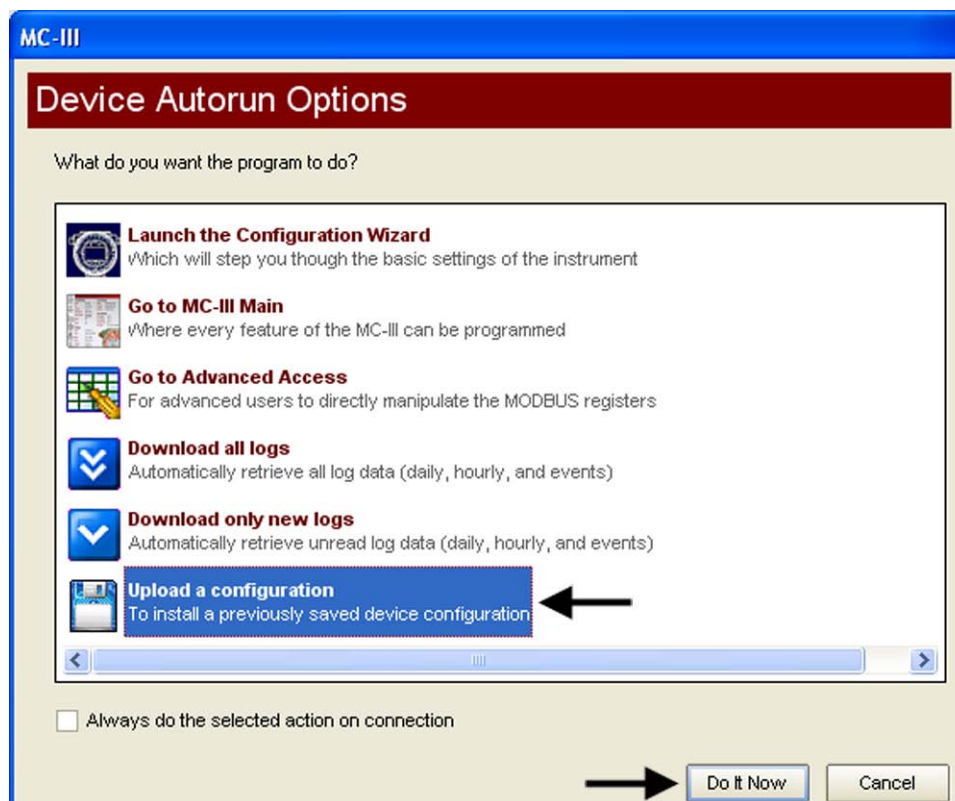 MC-III
Device Autorun Options
What do you want the program to do?
Launch the Configuration Wizard
Which will step you though the basic settings of the instrument
Go to MC-III Main
Where every feature of the MC-III can be programmed
Go to Advanced Access
For advanced users to directly manipulate the MODBUS registers
Download all logs
Automatically retrieve all log data (daily, hourly, and events)
Download only new logs
Automatically retrieve unread log data (daily, hourly, and events)
Upload a configuration
To install a previously saved device configuration
Always do the selected action on connection
Do It Now
Cancel